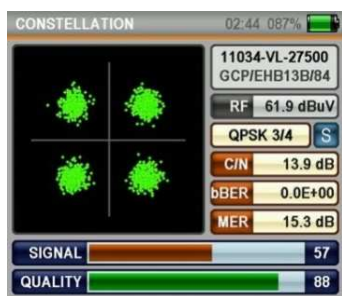 CONSTELLATION 02:44 087%
11034-VL-27500
GCP/EHB13B/84
RF 61.9 dBuV
QPSK 3/4 S
C/N 13.9 dB
bBER 0.0E+00
MER 15.3 dB
SIGNAL 57
QUALITY 88